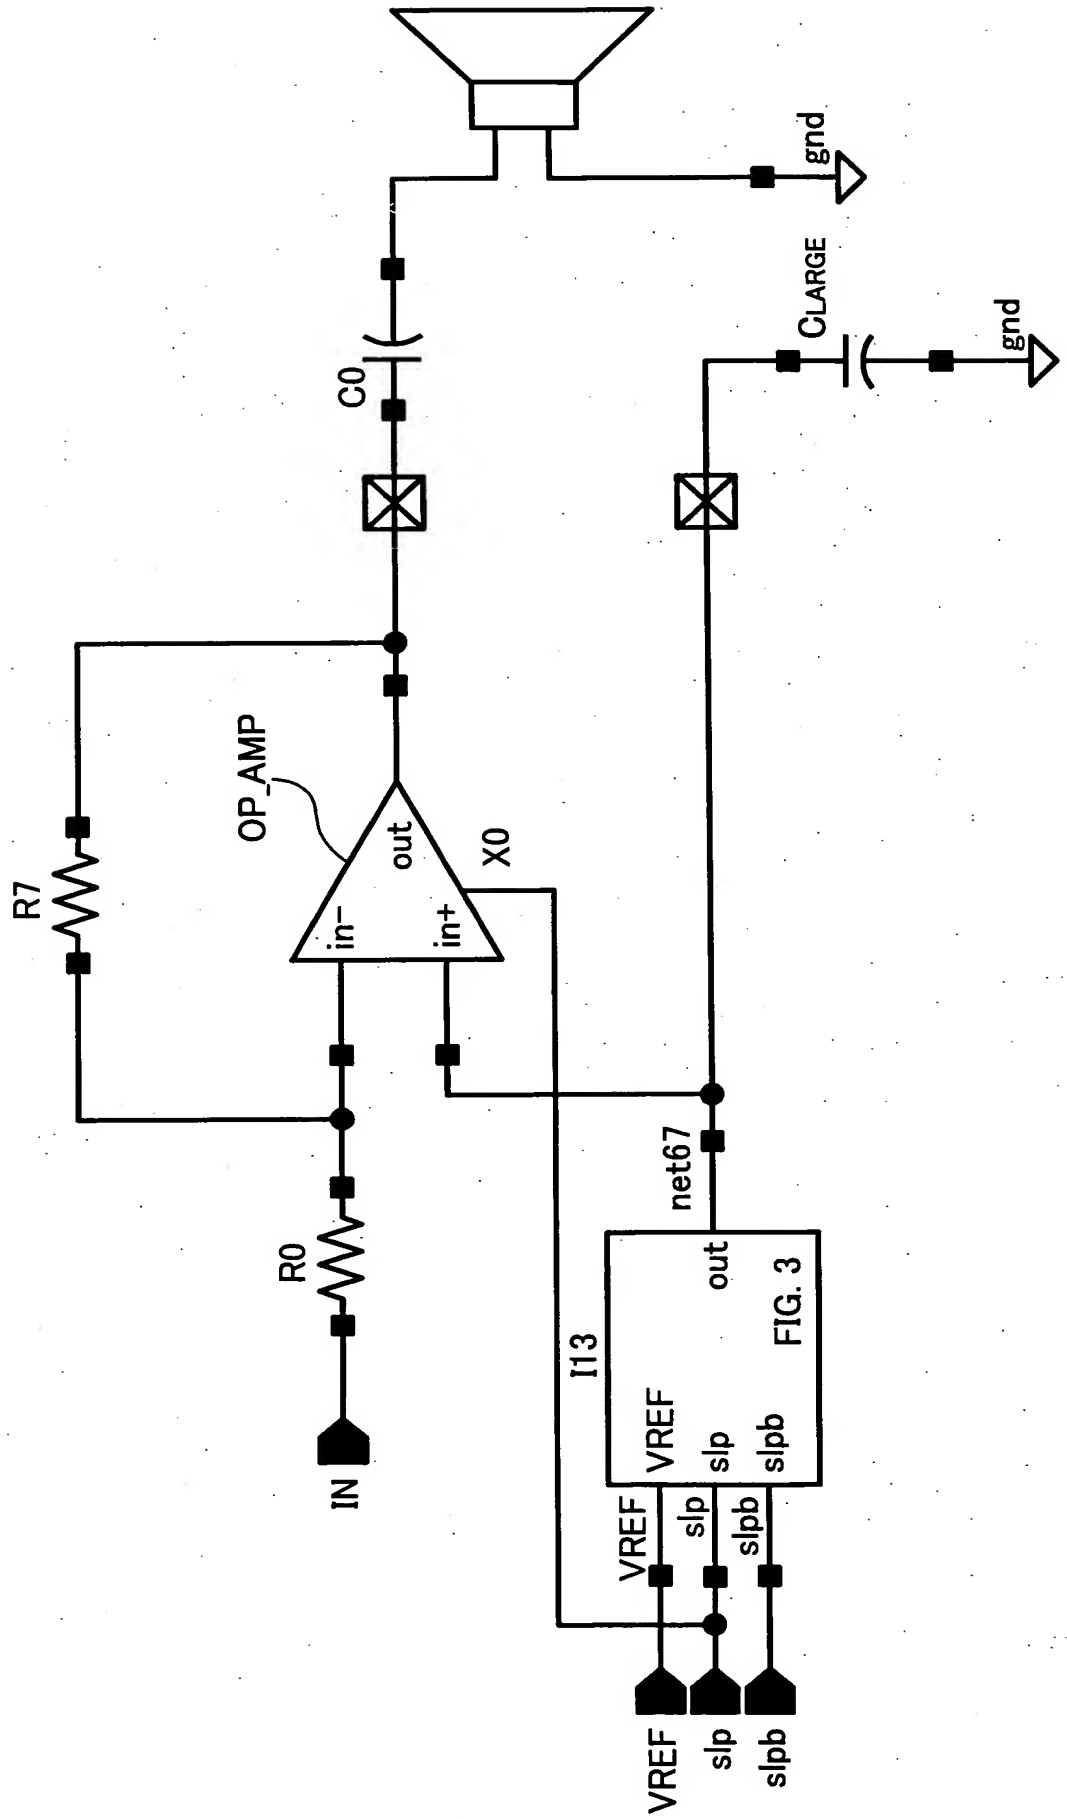 R7
OP_AMP
in-
in+
out
X0
R0
IN
C0
gnd
CLARGE
gnd
net67
I13
VREF
slp
slpb
out
FIG. 3
VREF
slp
slpb
VREF
slp
slpb